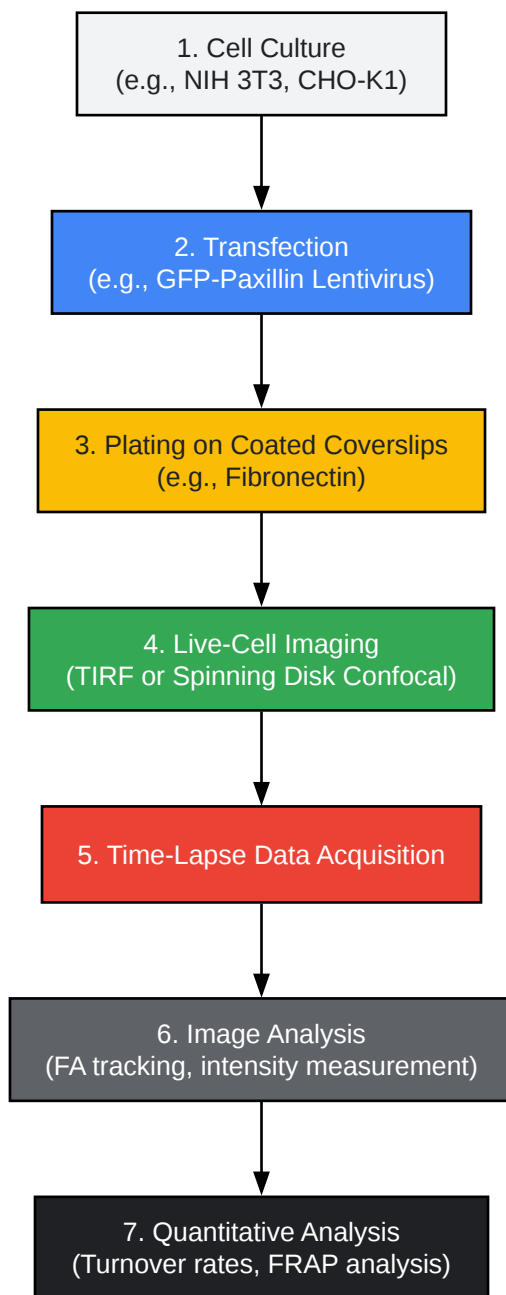 1. Cell Culture
(e.g., NIH 3T3, CHO-K1)
2. Transfection
(e.g., GFP-Paxillin Lentivirus)
3. Plating on Coated Coverslips
(e.g., Fibronectin)
4. Live-Cell Imaging
(TIRF or Spinning Disk Confocal)
5. Time-Lapse Data Acquisition
6. Image Analysis
(FA tracking, intensity measurement)
7. Quantitative Analysis
(Turnover rates, FRAP analysis)